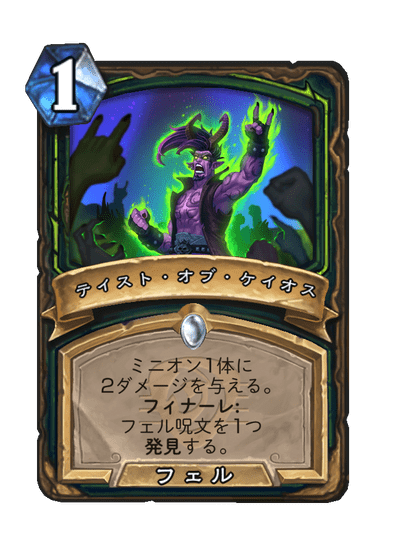 1
テイスト・オブ・ケイオス
ミニオン1体に
2ダメージを与える。
フィナーレ:
フェル呪文を1つ
発見する。
フェル